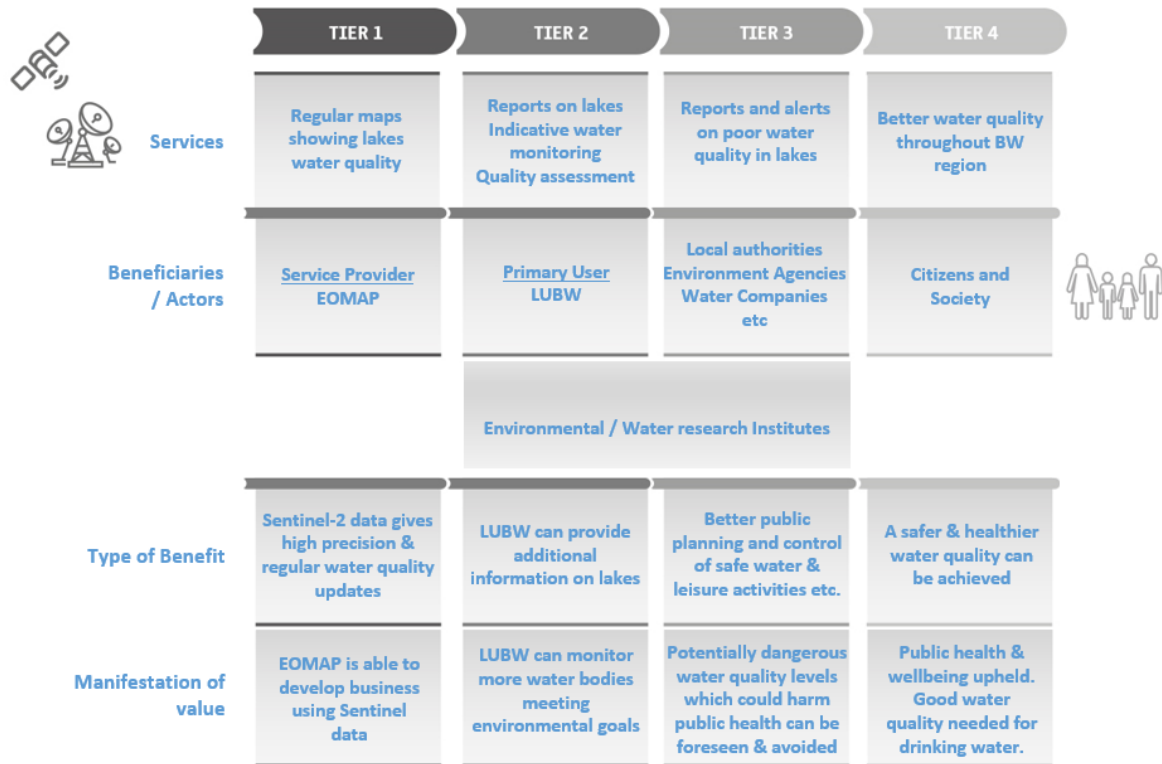 TIER 1
TIER 2
TIER 3
TIER 4
Services
Regular maps
showing lakes
water quality
Reports on lakes
Indicative water
monitoring
Quality assessment
Reports and alerts
on poor water
quality in lakes
Better water quality
throughout BW
region
Beneficiaries
/ Actors
Service Provider
EOMAP
Primary User
LUBW
Local authorities
Environment Agencies
Water Companies
etc
Citizens and
Society
Environmental / Water research Institutes
Type of Benefit
Sentinel-2 data gives
high precision &
regular water quality
updates
LUBW can provide
additional
information on lakes
Better public
planning and control
of safe water &
leisure activities etc.
A safer & healthier
water quality can
be achieved
Manifestation of
value
EOMAP is able to
develop business
using Sentinel
data
LUBW can monitor
more water bodies
meeting
environmental goals
Potentially dangerous
water quality levels
which could harm
public health can be
foreseen & avoided
Public health &
wellbeing upheld.
Good water
quality needed for
drinking water.